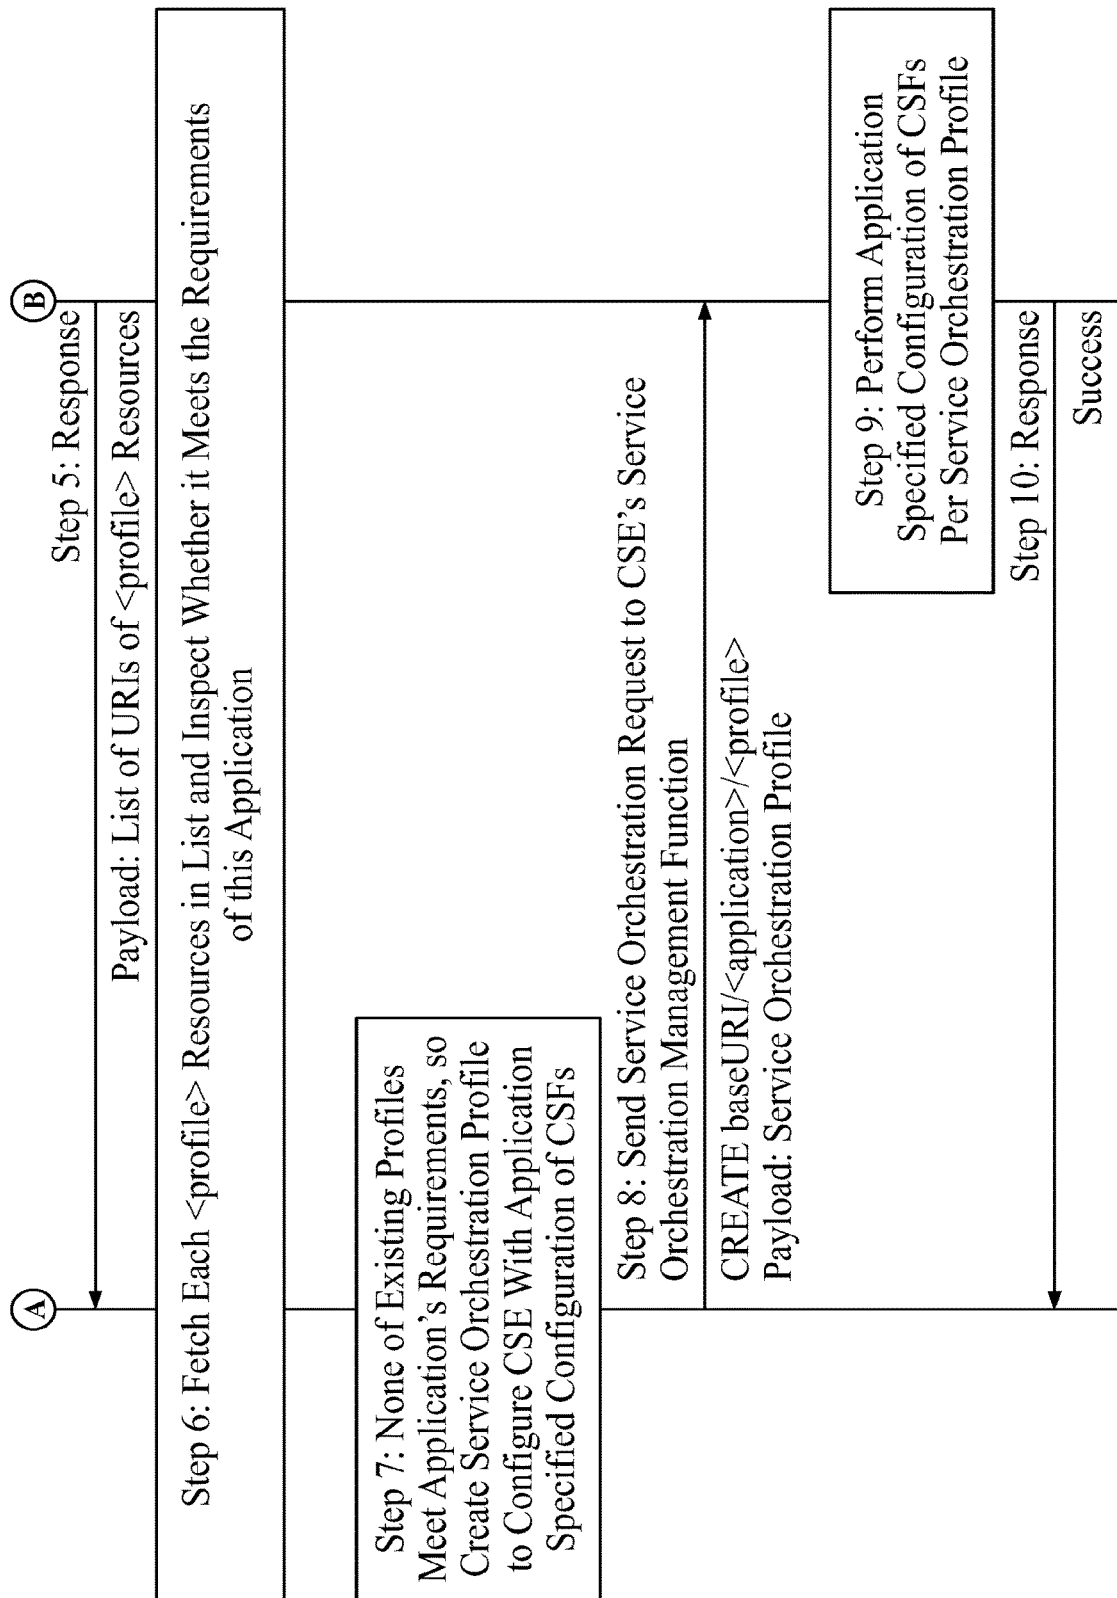 A
B
Step 5: Response
Payload: List of URIs of <profile> Resources
Step 6: Fetch Each <profile> Resources in List and Inspect Whether it Meets the Requirements
of this Application
Step 7: None of Existing Profiles
Meet Application's Requirements, so
Create Service Orchestration Profile
to Configure CSE With Application
Specified Configuration of CSFs
Step 8: Send Service Orchestration Request to CSE's Service
Orchestration Management Function
CREATE baseURI/<application>/<profile>
Payload: Service Orchestration Profile
Step 9: Perform Application
Specified Configuration of CSFs
Per Service Orchestration Profile
Step 10: Response
Success